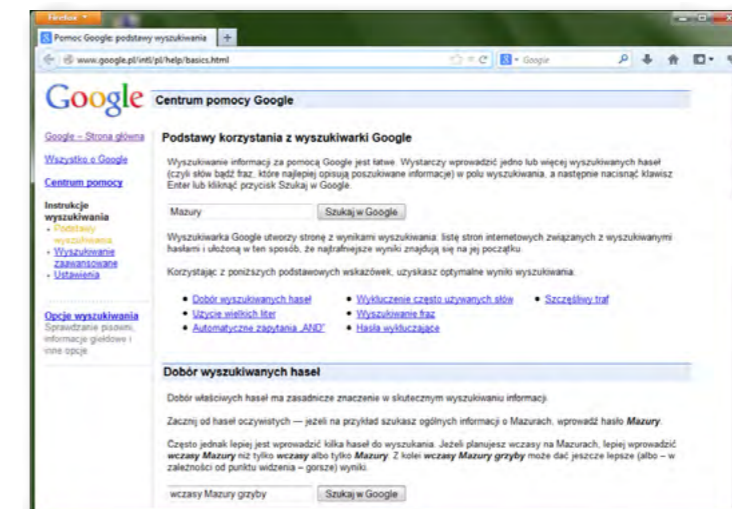 Firefox
Pomoc Google: podstawy wyszukiwania
www.google.pl/intl/pl/help/basics.html
Google
Google Centrum pomocy Google
Google – Strona główna
Wszystko o Google
Centrum pomocy
Instrukcje
wyszukiwania
Podstawy
wyszukiwania
Wyszukiwanie
zaawansowane
Ustawienia
Opcje wyszukiwania
Sprawdzanie pisowni,
informacje giełdowe i
inne opcje
Podstawy korzystania z wyszukiwarki Google
Wyszukiwanie informacji za pomocą Google jest łatwe. Wystarczy wprowadzić jedno lub więcej wyszukiwanych haseł
(czyli słów bądź fraz, które najlepiej opisują poszukiwane informacje) w polu wyszukiwania, a następnie nacisnąć klawisz
Enter lub kliknąć przycisk Szukaj w Google.
Mazury Szukaj w Google
Wyszukiwarka Google utworzy stronę z wynikami wyszukiwania: listę stron internetowych związanych z wyszukiwanymi
hasłami i ułożoną w ten sposób, że najtrafniejsze wyniki znajdują się na jej początku.
Korzystając z poniższych podstawowych wskazówek, uzyskasz optymalne wyniki wyszukiwania.
Dobór wyszukiwanych haseł Wykluczenie często używanych słów Szczęśliwy traf
Użycie wielkich liter Wyszukiwanie fraz
Automatyczne zapytania „AND" Hasła wykluczające
Dobór wyszukiwanych haseł
Dobór właściwych haseł ma zasadnicze znaczenie w skutecznym wyszukiwaniu informacji.
Zacznij od haseł oczywistych — jeżeli na przykład szukasz ogólnych informacji o Mazurach, wprowadź hasło Mazury.
Często jednak lepiej jest wprowadzić kilka haseł do wyszukania. Jeżeli planujesz wczasy na Mazurach, lepiej wprowadzić
wczasy Mazury niż tylko wczasy albo tylko Mazury. Z kolei wczasy Mazury grzyby może dać jeszcze lepsze (albo – w
zależności od punktu widzenia – gorsze) wyniki.
wczasy Mazury grzyby Szukaj w Google